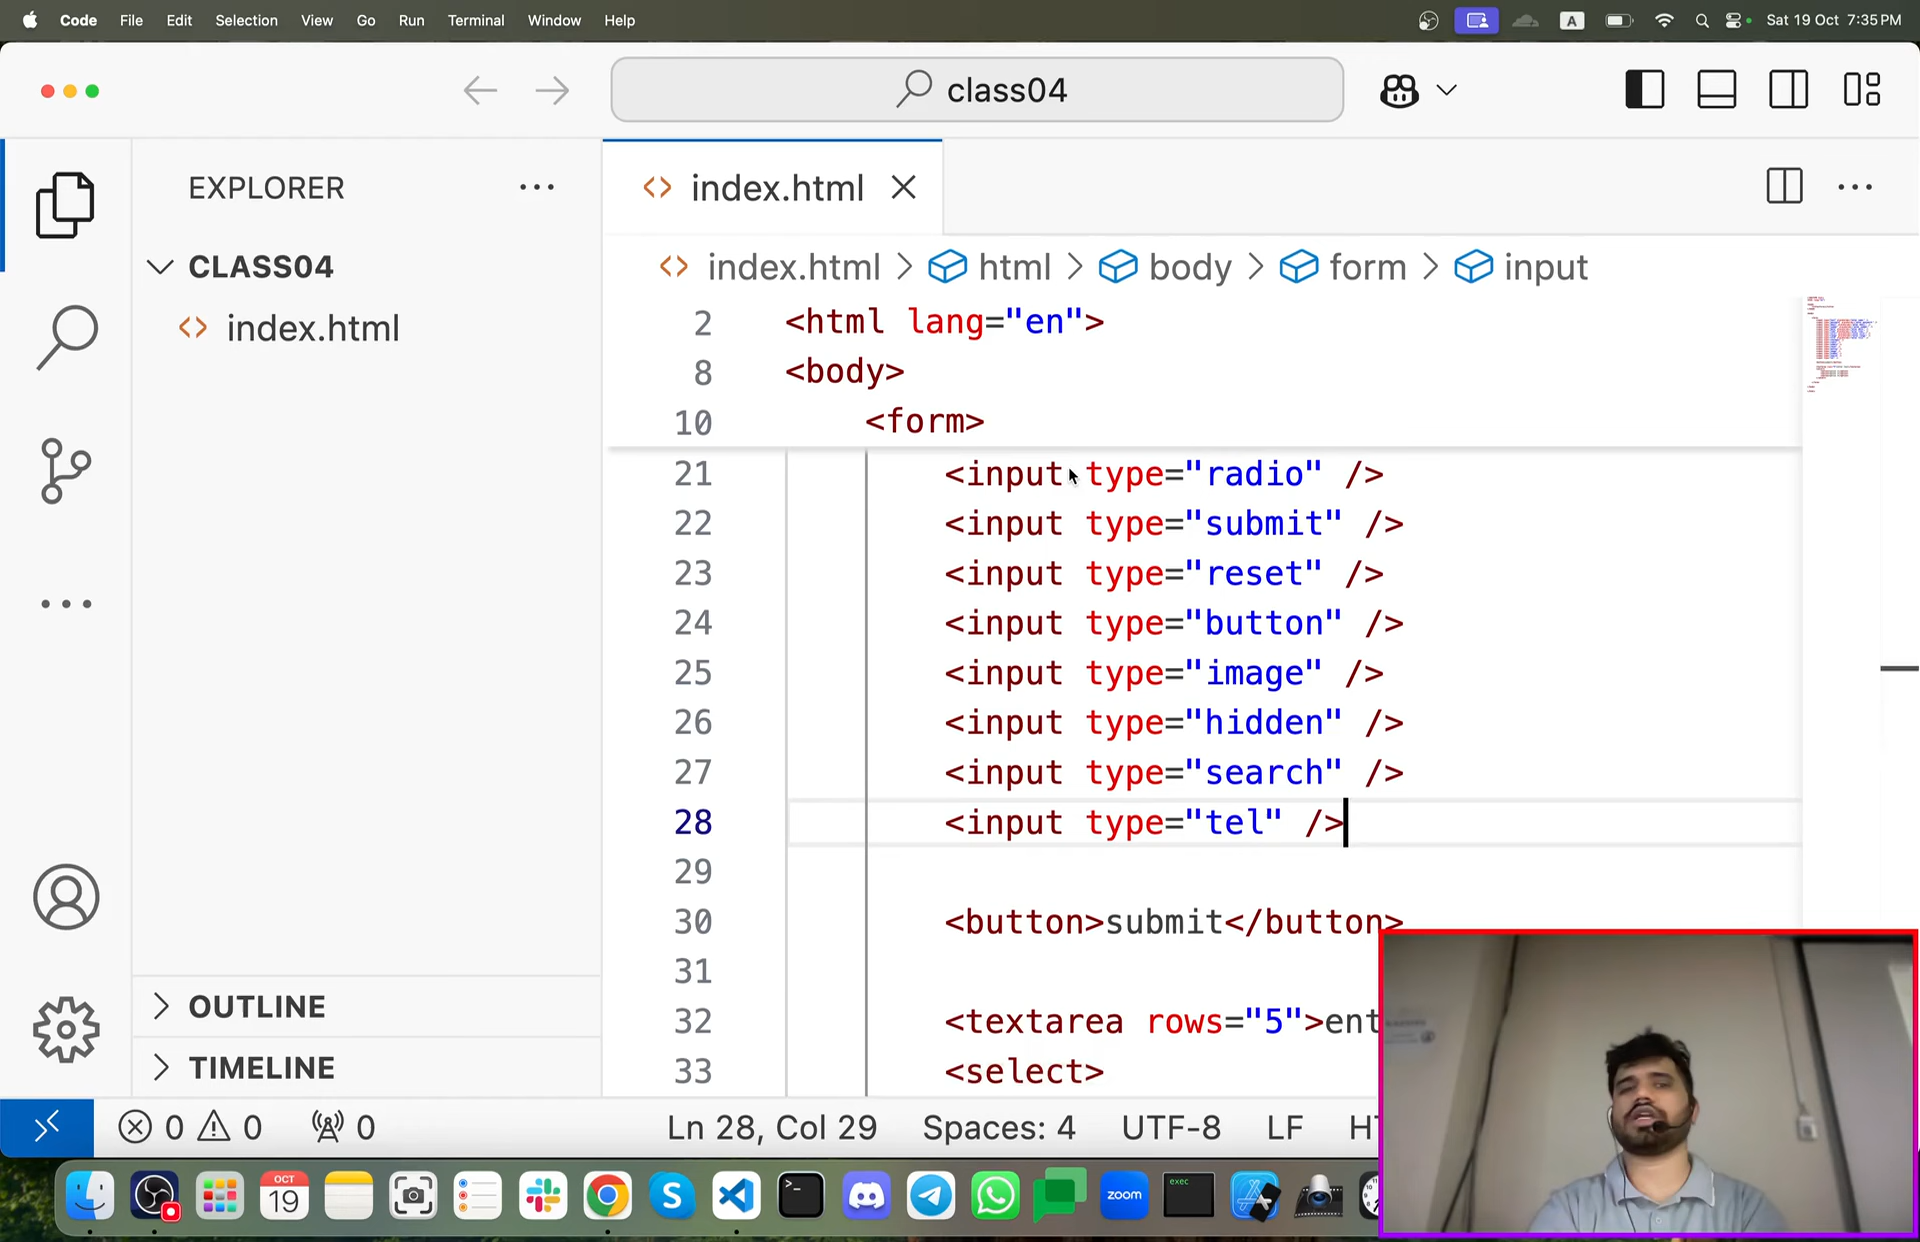 Code File Edit Selection View Go Run Terminal Window Help A Sat 19 Oct 7:35 PM
class04
EXPLORER
index.html
CLASS04
index.html
index.html > html > body > form > input
2 <html lang="en">
8 <body>
10 <form>
21 <input type="radio" />
22 <input type="submit" />
23 <input type="reset" />
24 <input type="button" />
25 <input type="image" />
26 <input type="hidden" />
27 <input type="search" />
28 <input type="tel" />
29
30 <button>submit</button>
31
32 <textarea rows="5">ent
33 <select>
OUTLINE
TIMELINE
0 0 0 Ln 28, Col 29 Spaces: 4 UTF-8 LF
OCT
19
S
>_
zoom
exec